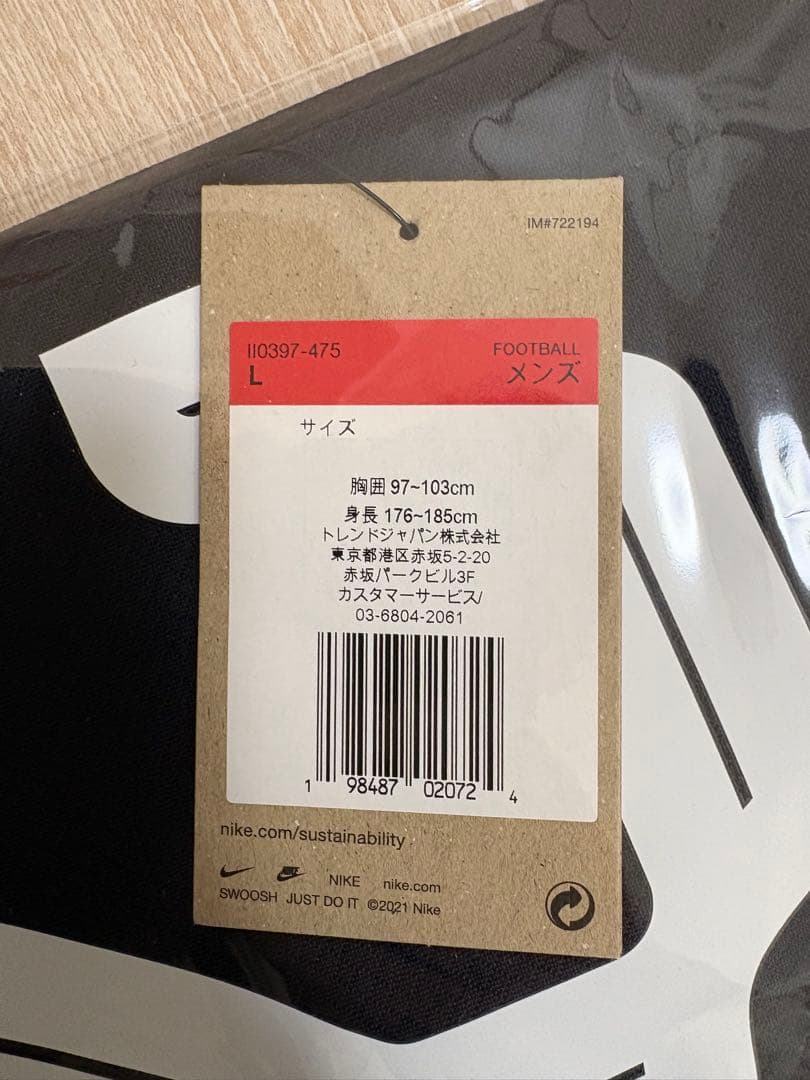 IM#722194
II0397-475
FOOTBALL
L
メンズ
サイズ
胸囲 97~103cm
身長 176~185cm
トレンドジャパン株式会社
東京都港区赤坂5-2-20
赤坂パークビル3F
カスタマーサービス/
03-6804-2061
1 98487 02072 4
nike.com/sustainability
NIKE nike.com
SWOOSH JUST DO IT ©2021 Nike